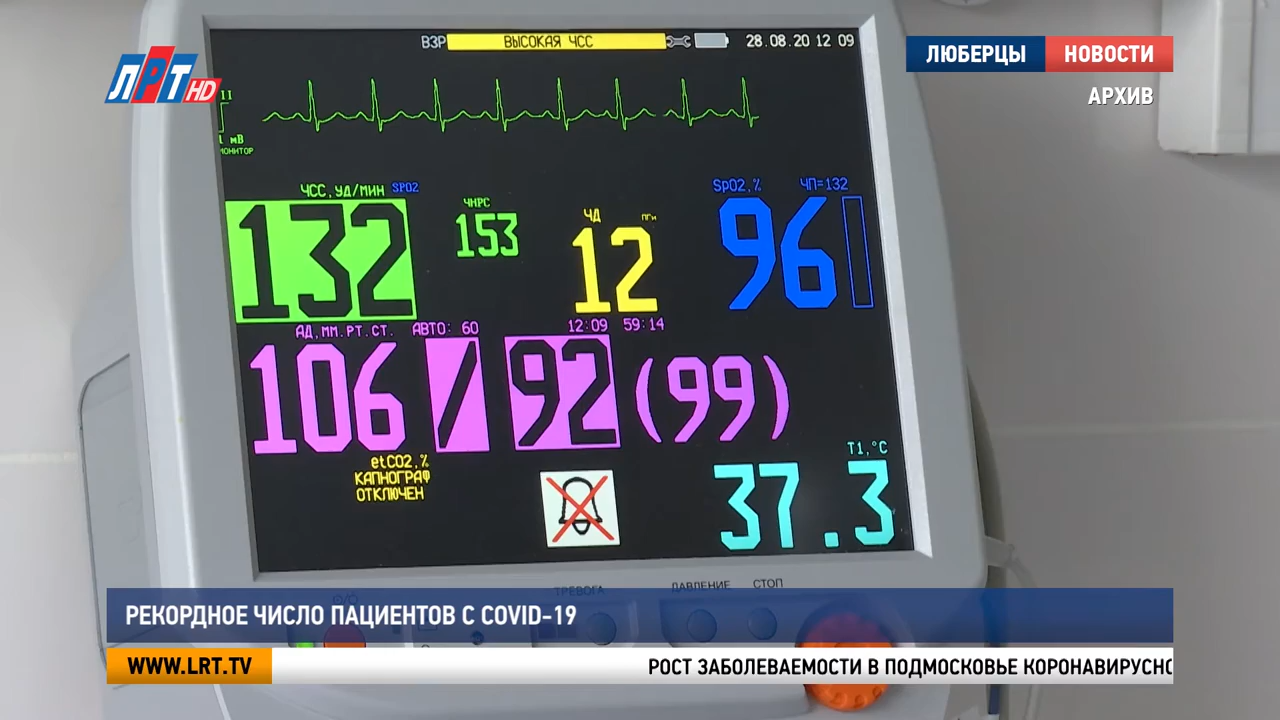 ВЗР ВЫСОКАЯ ЧСС 28.08.20 12 09
ЛРТ HD
ЛЮБЕРЦЫ НОВОСТИ
АРХИВ
II
1 мВ
МОНИТОР
ЧСС,УД/МИН SPO2
132
ЧНРС
153
ЧД
12
SpO2,% ЧП=132
96
АД,ММ.РТ.СТ. АВТО: 60 12:09 59:14
106 / 92 (99)
etCO2,%
КАПНОГРАФ
ОТКЛЮЧЕН
T1,°C
37.3
ТРЕВОГА ДАВЛЕНИЕ СТОП
РЕКОРДНОЕ ЧИСЛО ПАЦИЕНТОВ С COVID-19
WWW.LRT.TV
РОСТ ЗАБОЛЕВАЕМОСТИ В ПОДМОСКОВЬЕ КОРОНАВИРУСНО